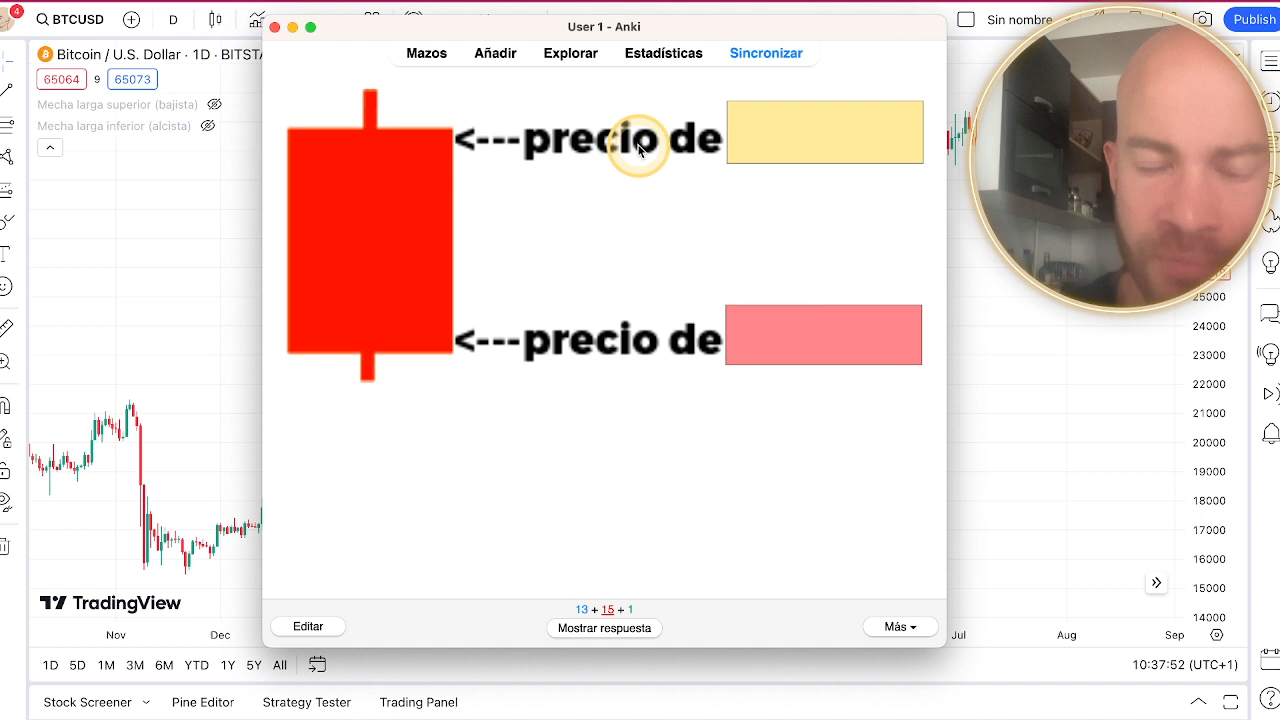 4
BTCUSD
D
User 1 - Anki
Sin nombre
Publish
Bitcoin / U.S. Dollar · 1D · BITSTA
65064
9
65073
Mecha larga superior (bajista)
Mecha larga inferior (alcista)
Mazos
Añadir
Explorar
Estadísticas
Sincronizar
<---precio de
<---precio de
25000
24000
23000
22000
21000
20000
19000
18000
17000
16000
15000
14000
TradingView
13 + 15 + 1
Editar
Mostrar respuesta
Más
Nov
Dec
Jul
Aug
Sep
1D
5D
1M
3M
6M
YTD
1Y
5Y
All
10:37:52 (UTC+1)
Stock Screener
Pine Editor
Strategy Tester
Trading Panel